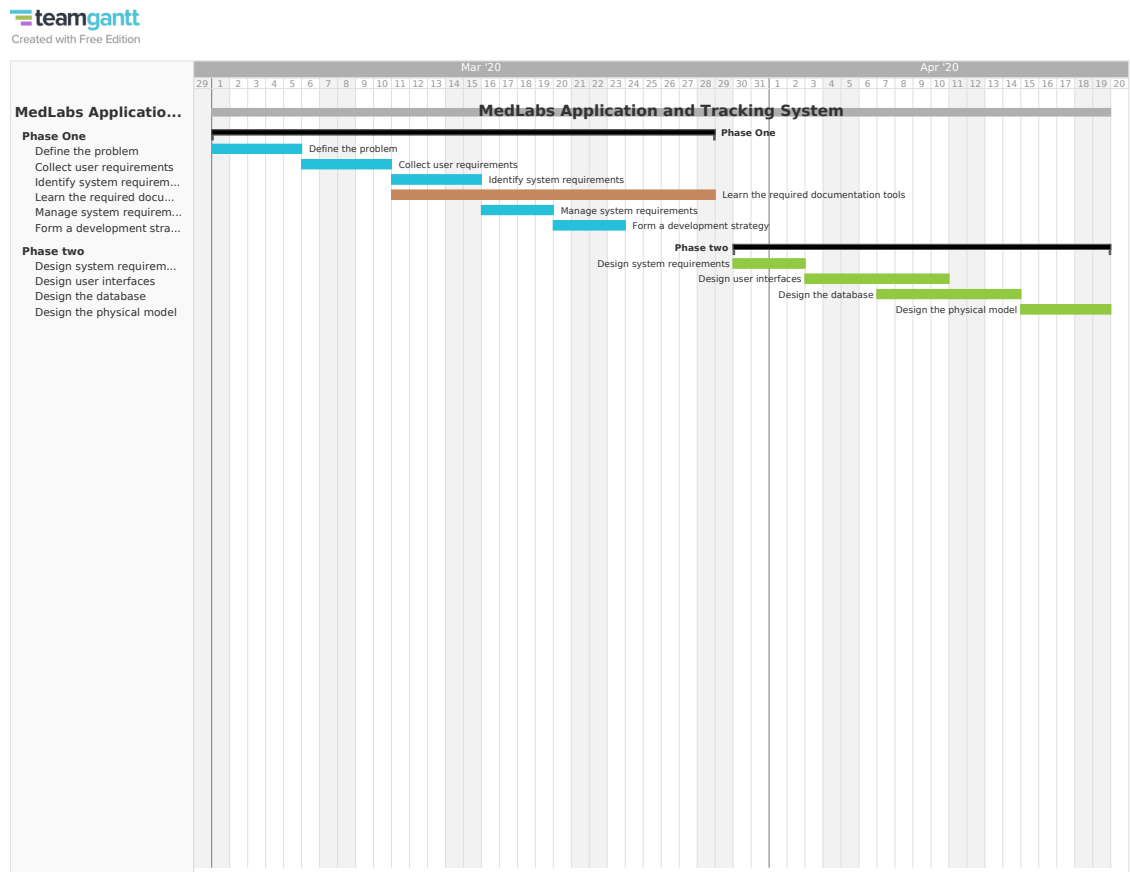 teamgantt
Created with Free Edition
Mar '20 Apr '20
29 1 2 3 4 5 6 7 8 9 10 11 12 13 14 15 16 17 18 19 20 21 22 23 24 25 26 27 28 29 30 31 1 2 3 4 5 6 7 8 9 10 11 12 13 14 15 16 17 18 19 20
MedLabs Applicatio... MedLabs Application and Tracking System
Phase One Phase One
Define the problem Define the problem
Collect user requirements Collect user requirements
Identify system requirem... Identify system requirements
Learn the required docu... Learn the required documentation tools
Manage system requirem... Manage system requirements
Form a development stra... Form a development strategy
Phase two Phase two
Design system requirem... Design system requirements
Design user interfaces Design user interfaces
Design the database Design the database
Design the physical model Design the physical model